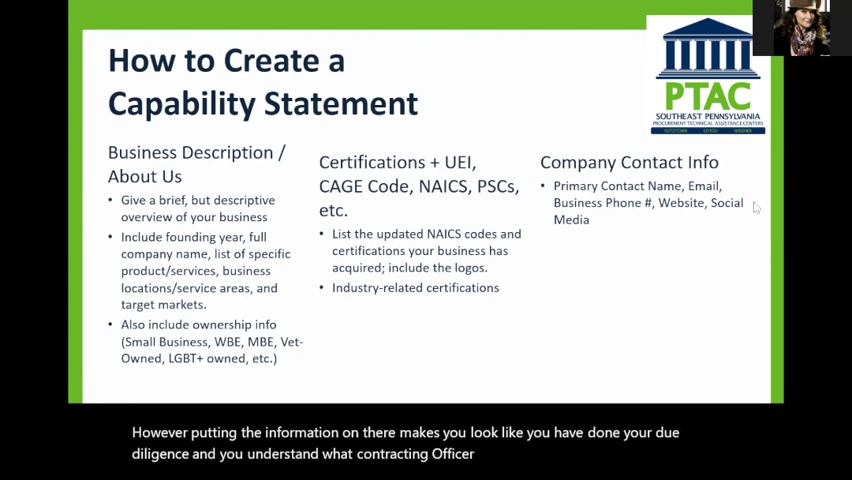 How to Create a
Capability Statement
PTAC
SOUTHEAST PENNSYLVANIA
PROCUREMENT TECHNICAL ASSISTANCE CENTERS
KUTZTOWN LEHIGH WIDENER
Business Description /
About Us
• Give a brief, but descriptive
overview of your business
• Include founding year, full
company name, list of specific
product/services, business
locations/service areas, and
target markets.
• Also include ownership info
(Small Business, WBE, MBE, Vet-
Owned, LGBT+ owned, etc.)
Certifications + UEI,
CAGE Code, NAICS, PSCs,
etc.
• List the updated NAICS codes and
certifications your business has
acquired; include the logos.
• Industry-related certifications
Company Contact Info
• Primary Contact Name, Email,
Business Phone #, Website, Social
Media
However putting the information on there makes you look like you have done your due
diligence and you understand what contracting Officer